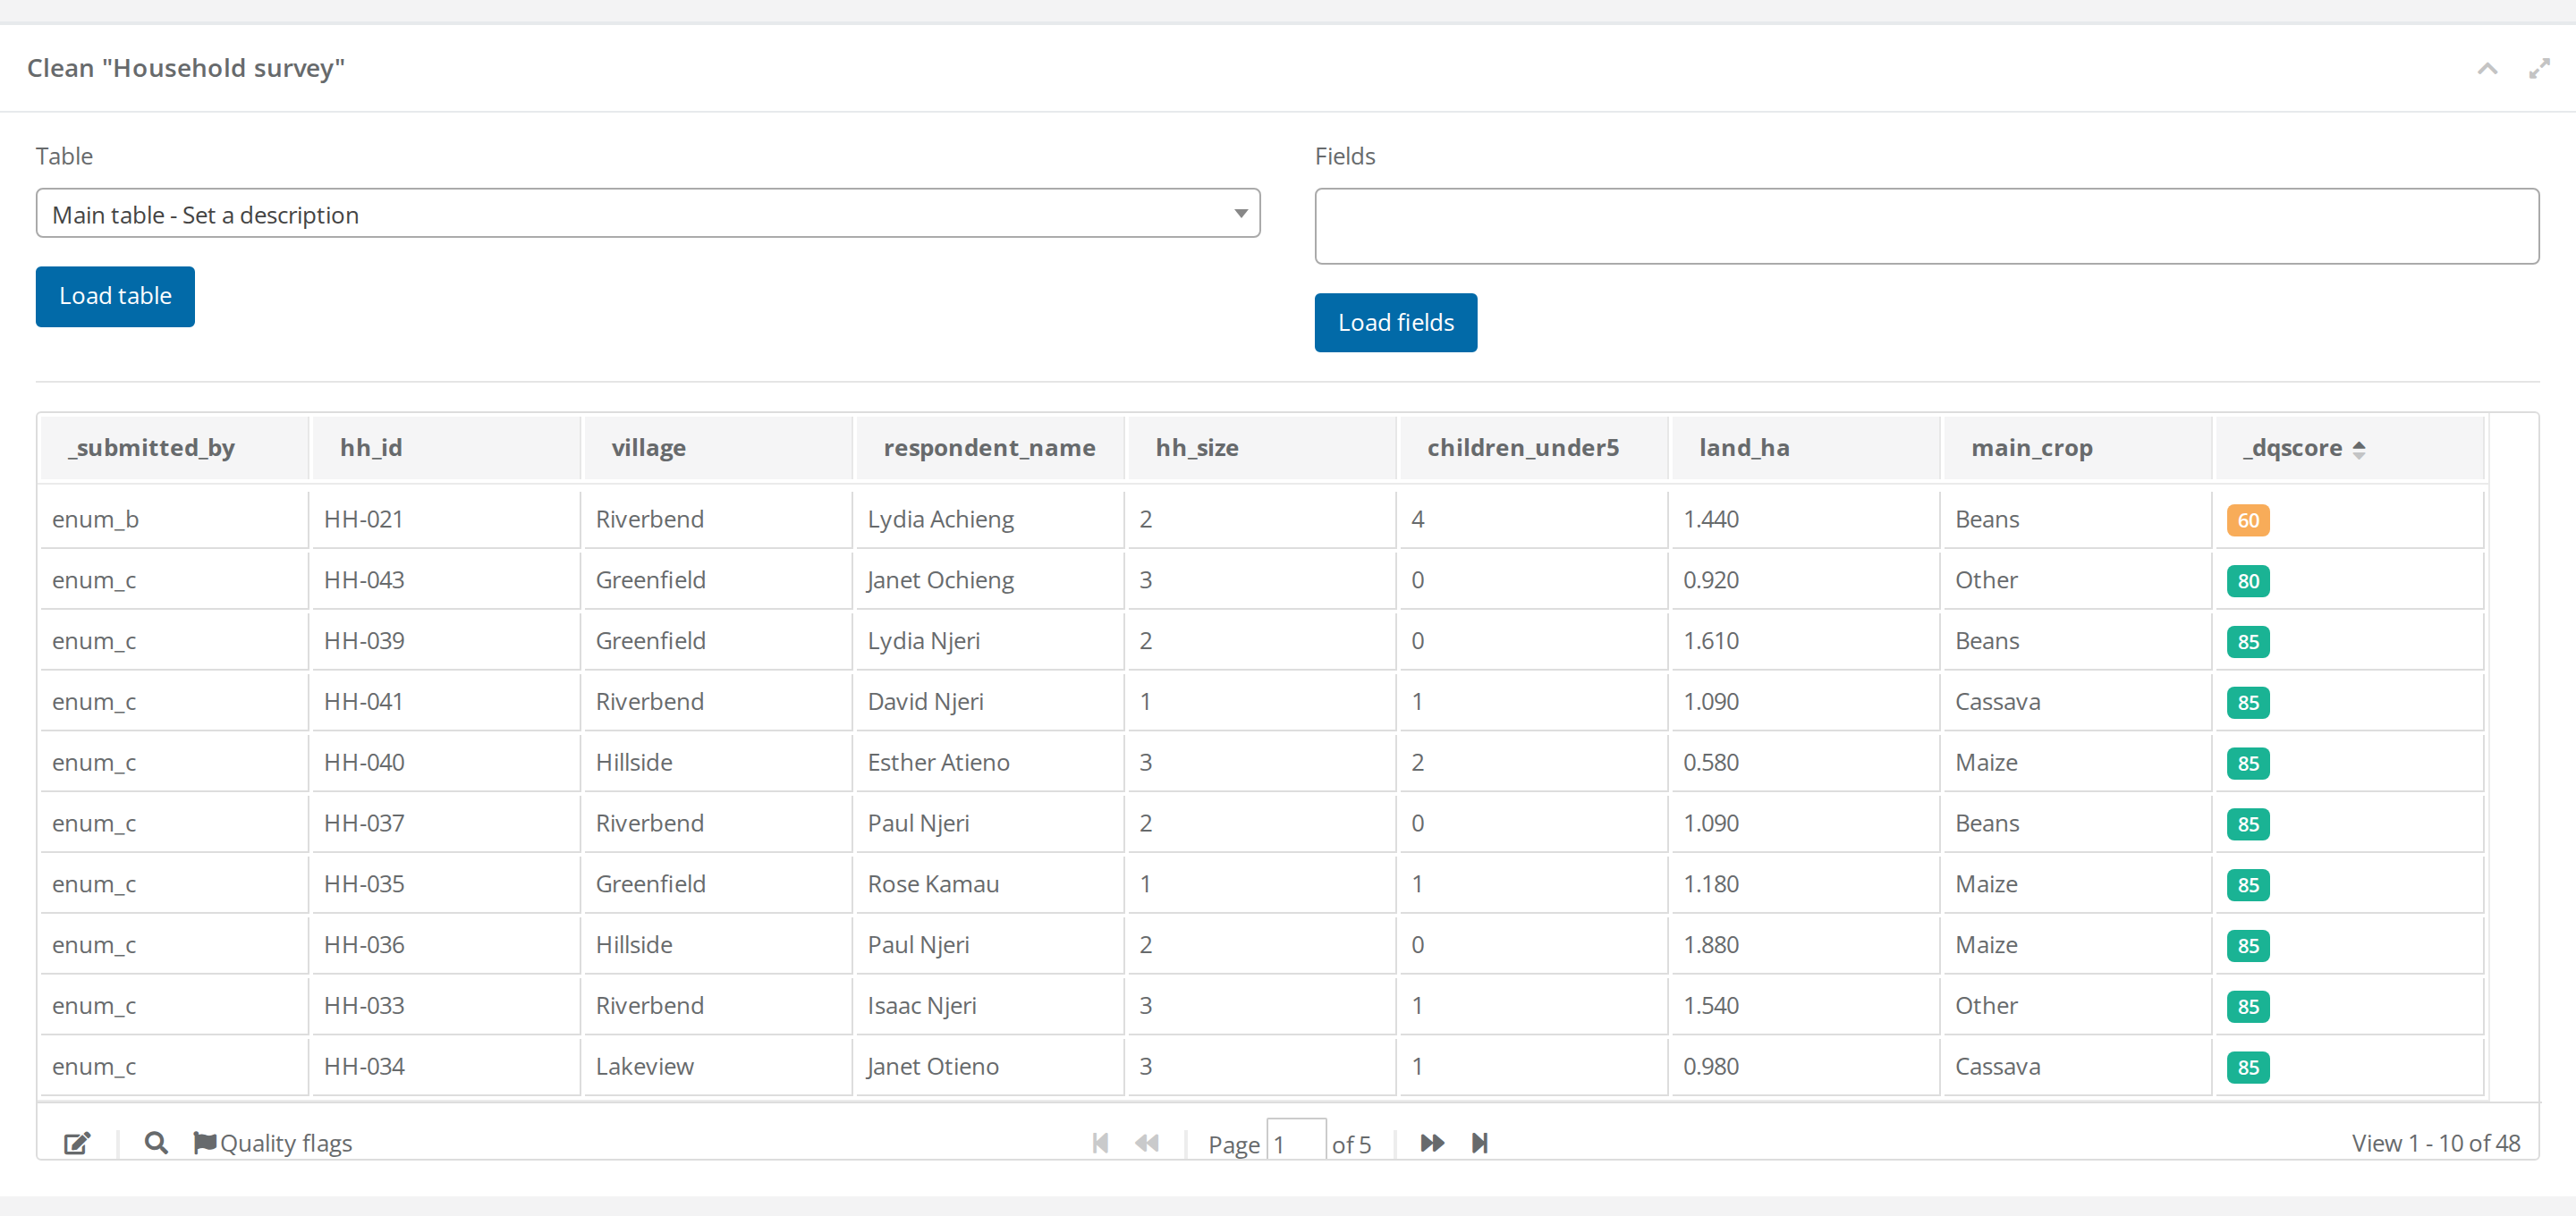 Clean "Household survey"
Table
Fields
Main table - Set a description
Load table
Load fields
_submitted_by hh_id village respondent_name hh_size children_under5 land_ha main_crop _dqscore
enum_b HH-021 Riverbend Lydia Achieng 2 4 1.440 Beans 60
enum_c HH-043 Greenfield Janet Ochieng 3 0 0.920 Other 80
enum_c HH-039 Greenfield Lydia Njeri 2 0 1.610 Beans 85
enum_c HH-041 Riverbend David Njeri 1 1 1.090 Cassava 85
enum_c HH-040 Hillside Esther Atieno 3 2 0.580 Maize 85
enum_c HH-037 Riverbend Paul Njeri 2 0 1.090 Beans 85
enum_c HH-035 Greenfield Rose Kamau 1 1 1.180 Maize 85
enum_c HH-036 Hillside Paul Njeri 2 0 1.880 Maize 85
enum_c HH-033 Riverbend Isaac Njeri 3 1 1.540 Other 85
enum_c HH-034 Lakeview Janet Otieno 3 1 0.980 Cassava 85
Quality flags Page 1 of 5 View 1 - 10 of 48